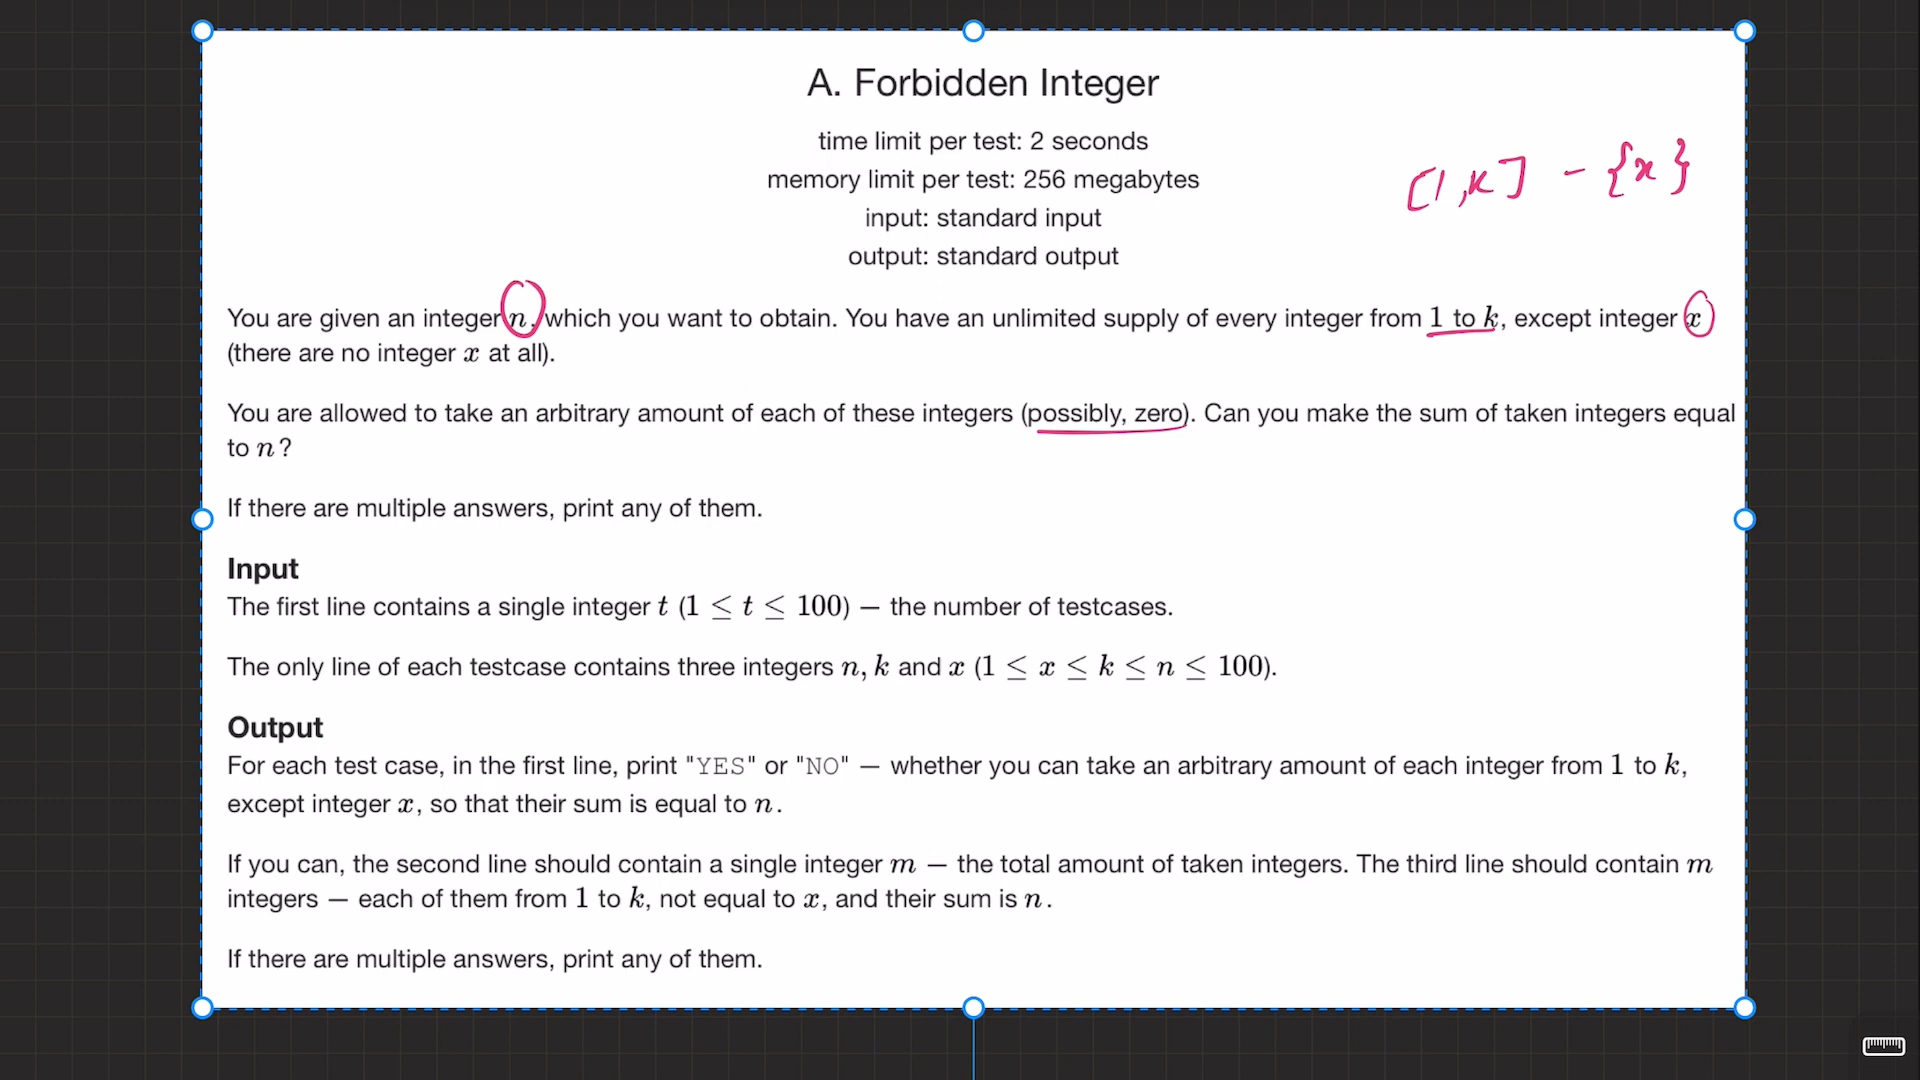 A. Forbidden Integer
time limit per test: 2 seconds
memory limit per test: 256 megabytes
[1,K] - {x}
input: standard input
output: standard output
You are given an integer n, which you want to obtain. You have an unlimited supply of every integer from 1 to k, except integer x
(there are no integer x at all).
You are allowed to take an arbitrary amount of each of these integers (possibly, zero). Can you make the sum of taken integers equal
to n?
If there are multiple answers, print any of them.
Input
The first line contains a single integer t (1 ≤ t ≤ 100) — the number of testcases.
The only line of each testcase contains three integers n, k and x (1 ≤ x ≤ k ≤ n ≤ 100).
Output
For each test case, in the first line, print "YES" or "NO" — whether you can take an arbitrary amount of each integer from 1 to k,
except integer x, so that their sum is equal to n.
If you can, the second line should contain a single integer m — the total amount of taken integers. The third line should contain m
integers — each of them from 1 to k, not equal to x, and their sum is n.
If there are multiple answers, print any of them.